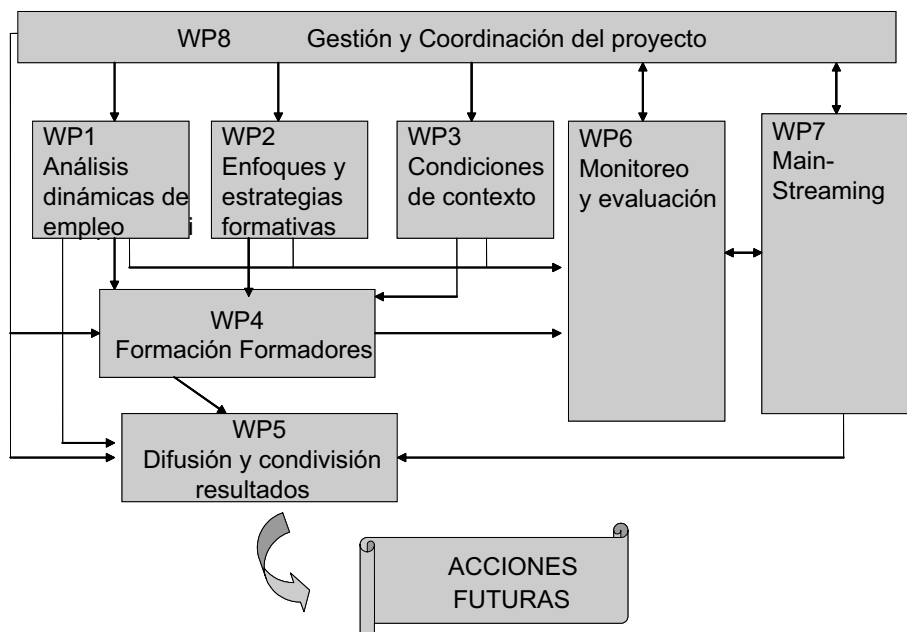 WP8 Gestión y Coordinación del proyecto
WP1
Análisis
dinámicas de
empleo i
WP2
Enfoques y
estrategias
formativas
WP3
Condiciones
de contexto
WP6
Monitoreo
y evaluación
WP7
Main-
Streaming
WP4
Formación Formadores
WP5
Difusión y condivisión
resultados
ACCIONES
FUTURAS